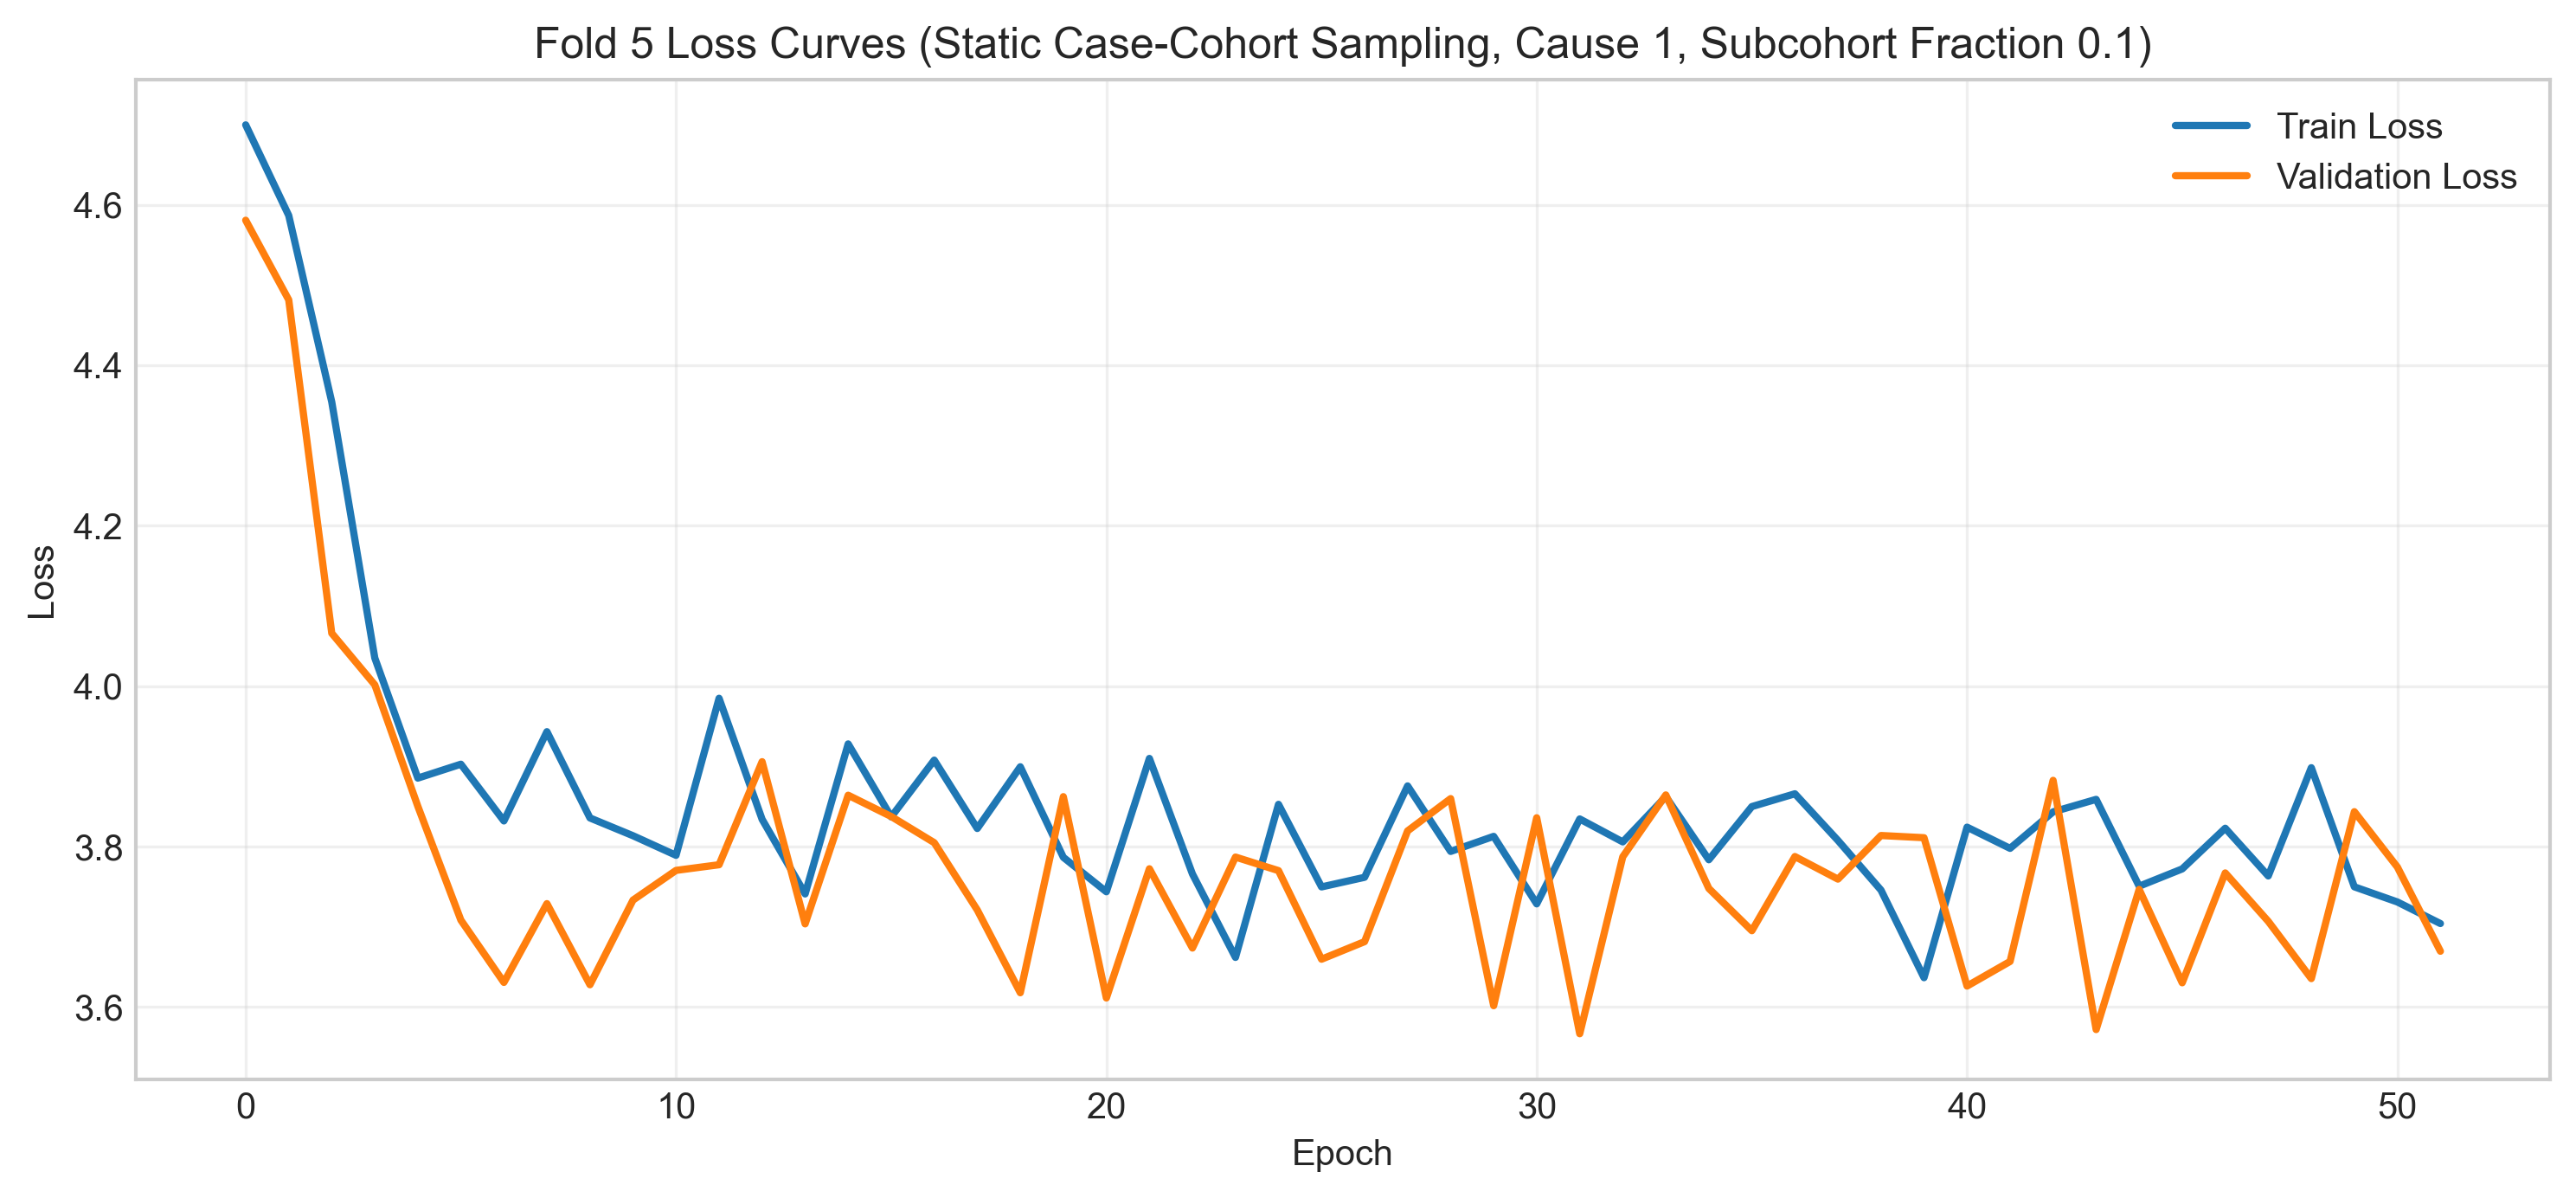 Fold 5 Loss Curves (Static Case-Cohort Sampling, Cause 1, Subcohort Fraction 0.1)
Train Loss
Validation Loss
4.6
4.4
4.2
4.0
3.8
3.6
Loss
0 10 20 30 40 50
Epoch